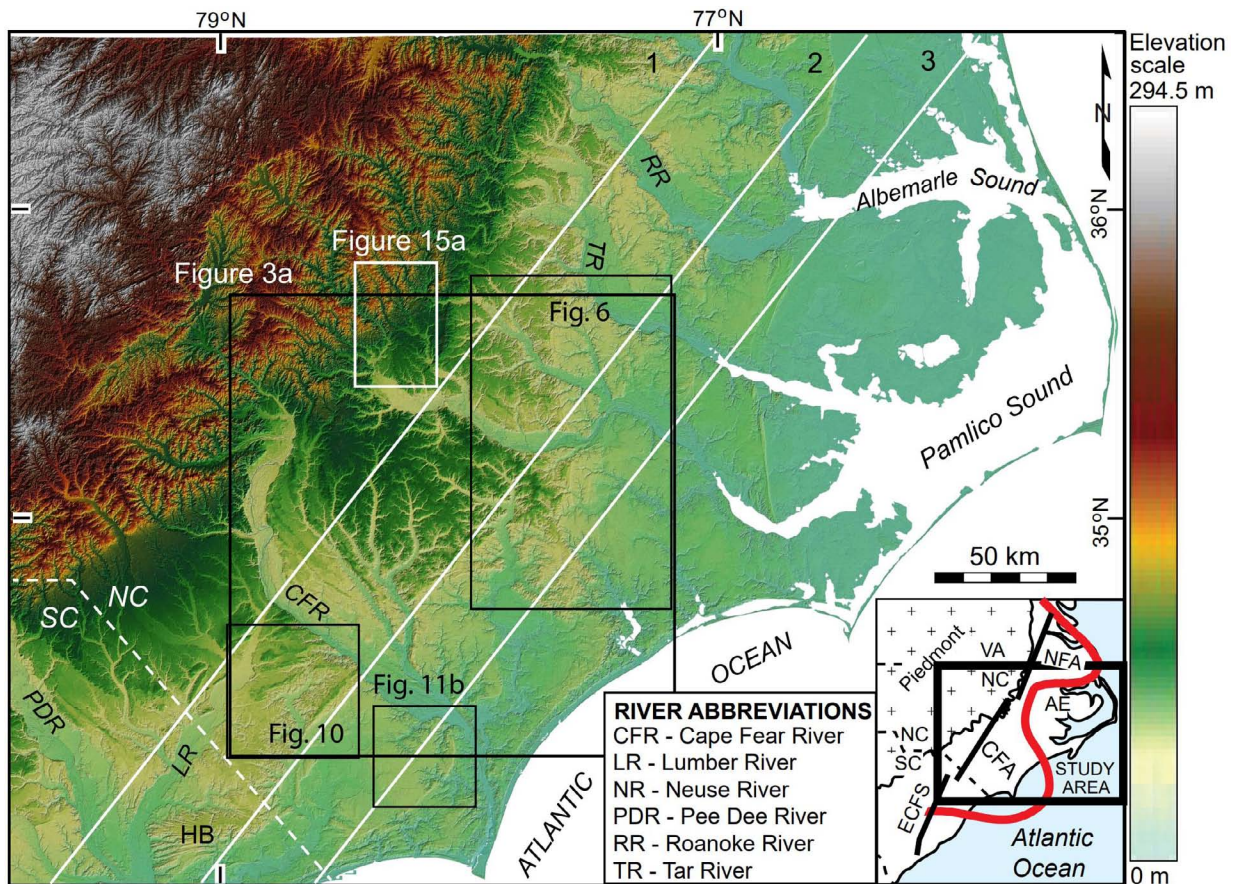 79°N
77°N
Elevation
scale
294.5 m
1
2
3
N
RR
Albemarle Sound
36°N
Figure 15a
TR
Figure 3a
Fig. 6
Pamlico Sound
35°N
50 km
NC
SC
CFR
OCEAN
Fig. 11b
PDR
Fig. 10
LR
HB
ATLANTIC
RIVER ABBREVIATIONS
CFR - Cape Fear River
LR - Lumber River
NR - Neuse River
PDR - Pee Dee River
RR - Roanoke River
TR - Tar River
Piedmont
VA
NC
NFA
AE
NC
SC
CFA
STUDY
AREA
ECFS
Atlantic
Ocean
0 m